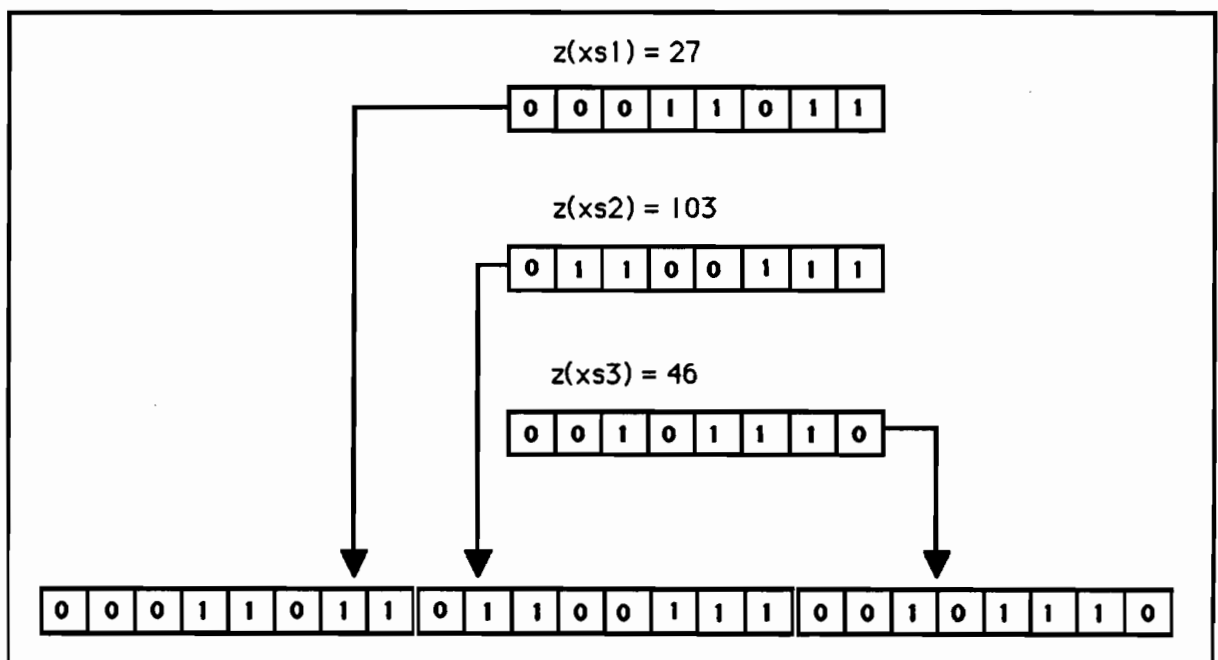 z(xs1) = 27
0 0 0 1 1 0 1 1
z(xs2) = 103
0 1 1 0 0 1 1 1
z(xs3) = 46
0 0 1 0 1 1 1 0
0 0 0 1 1 0 1 1 0 1 1 0 0 1 1 1 0 0 1 0 1 1 1 0